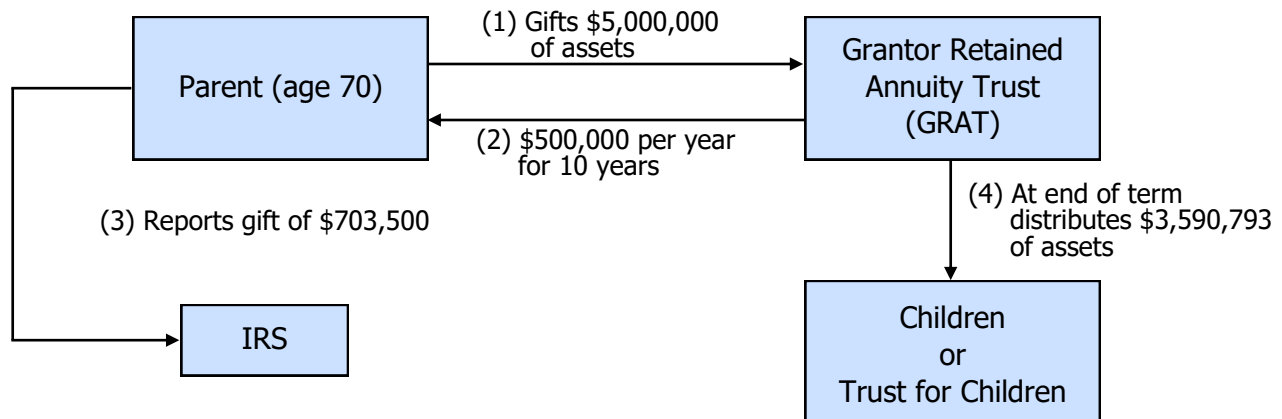 (1) Gifts $5,000,000
of assets
Parent (age 70)
Grantor Retained
Annuity Trust
(GRAT)
(2) $500,000 per year
for 10 years
(3) Reports gift of $703,500
(4) At end of term
distributes $3,590,793
of assets
IRS
Children
or
Trust for Children